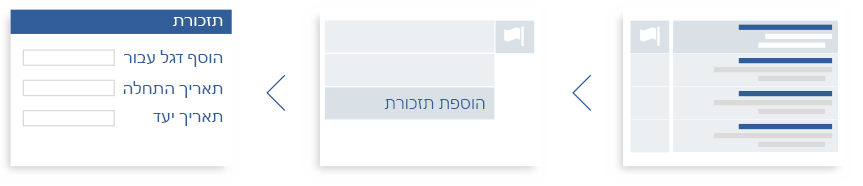 הוספת תזכורת
תזכורת
הוסף דגל עבור
תאריך התחלה
תאריך יעד